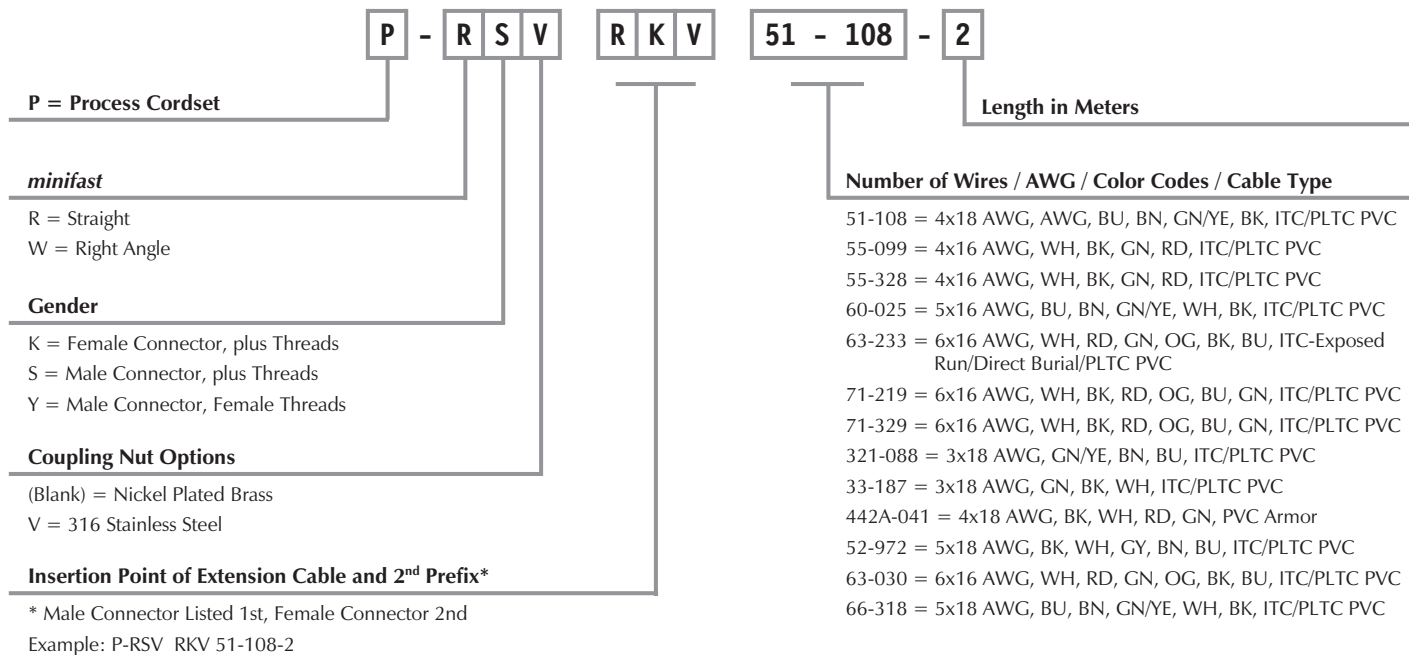 P - R S V R K V 51 - 108 - 2
P = Process Cordset
Length in Meters
minifast
R = Straight
W = Right Angle
Gender
K = Female Connector, plus Threads
S = Male Connector, plus Threads
Y = Male Connector, Female Threads
Coupling Nut Options
(Blank) = Nickel Plated Brass
V = 316 Stainless Steel
Insertion Point of Extension Cable and 2nd Prefix*
* Male Connector Listed 1st, Female Connector 2nd
Example: P-RSV RKV 51-108-2
Number of Wires / AWG / Color Codes / Cable Type
51-108 = 4x18 AWG, AWG, BU, BN, GN/YE, BK, ITC/PLTC PVC
55-099 = 4x16 AWG, WH, BK, GN, RD, ITC/PLTC PVC
55-328 = 4x16 AWG, WH, BK, GN, RD, ITC/PLTC PVC
60-025 = 5x16 AWG, BU, BN, GN/YE, WH, BK, ITC/PLTC PVC
63-233 = 6x16 AWG, WH, RD, GN, OG, BK, BU, ITC-Exposed
Run/Direct Burial/PLTC PVC
71-219 = 6x16 AWG, WH, BK, RD, OG, BU, GN, ITC/PLTC PVC
71-329 = 6x16 AWG, WH, BK, RD, OG, BU, GN, ITC/PLTC PVC
321-088 = 3x18 AWG, GN/YE, BN, BU, ITC/PLTC PVC
33-187 = 3x18 AWG, GN, BK, WH, ITC/PLTC PVC
442A-041 = 4x18 AWG, BK, WH, RD, GN, PVC Armor
52-972 = 5x18 AWG, BK, WH, GY, BN, BU, ITC/PLTC PVC
63-030 = 6x16 AWG, WH, RD, GN, OG, BK, BU, ITC/PLTC PVC
66-318 = 5x18 AWG, BU, BN, GN/YE, WH, BK, ITC/PLTC PVC